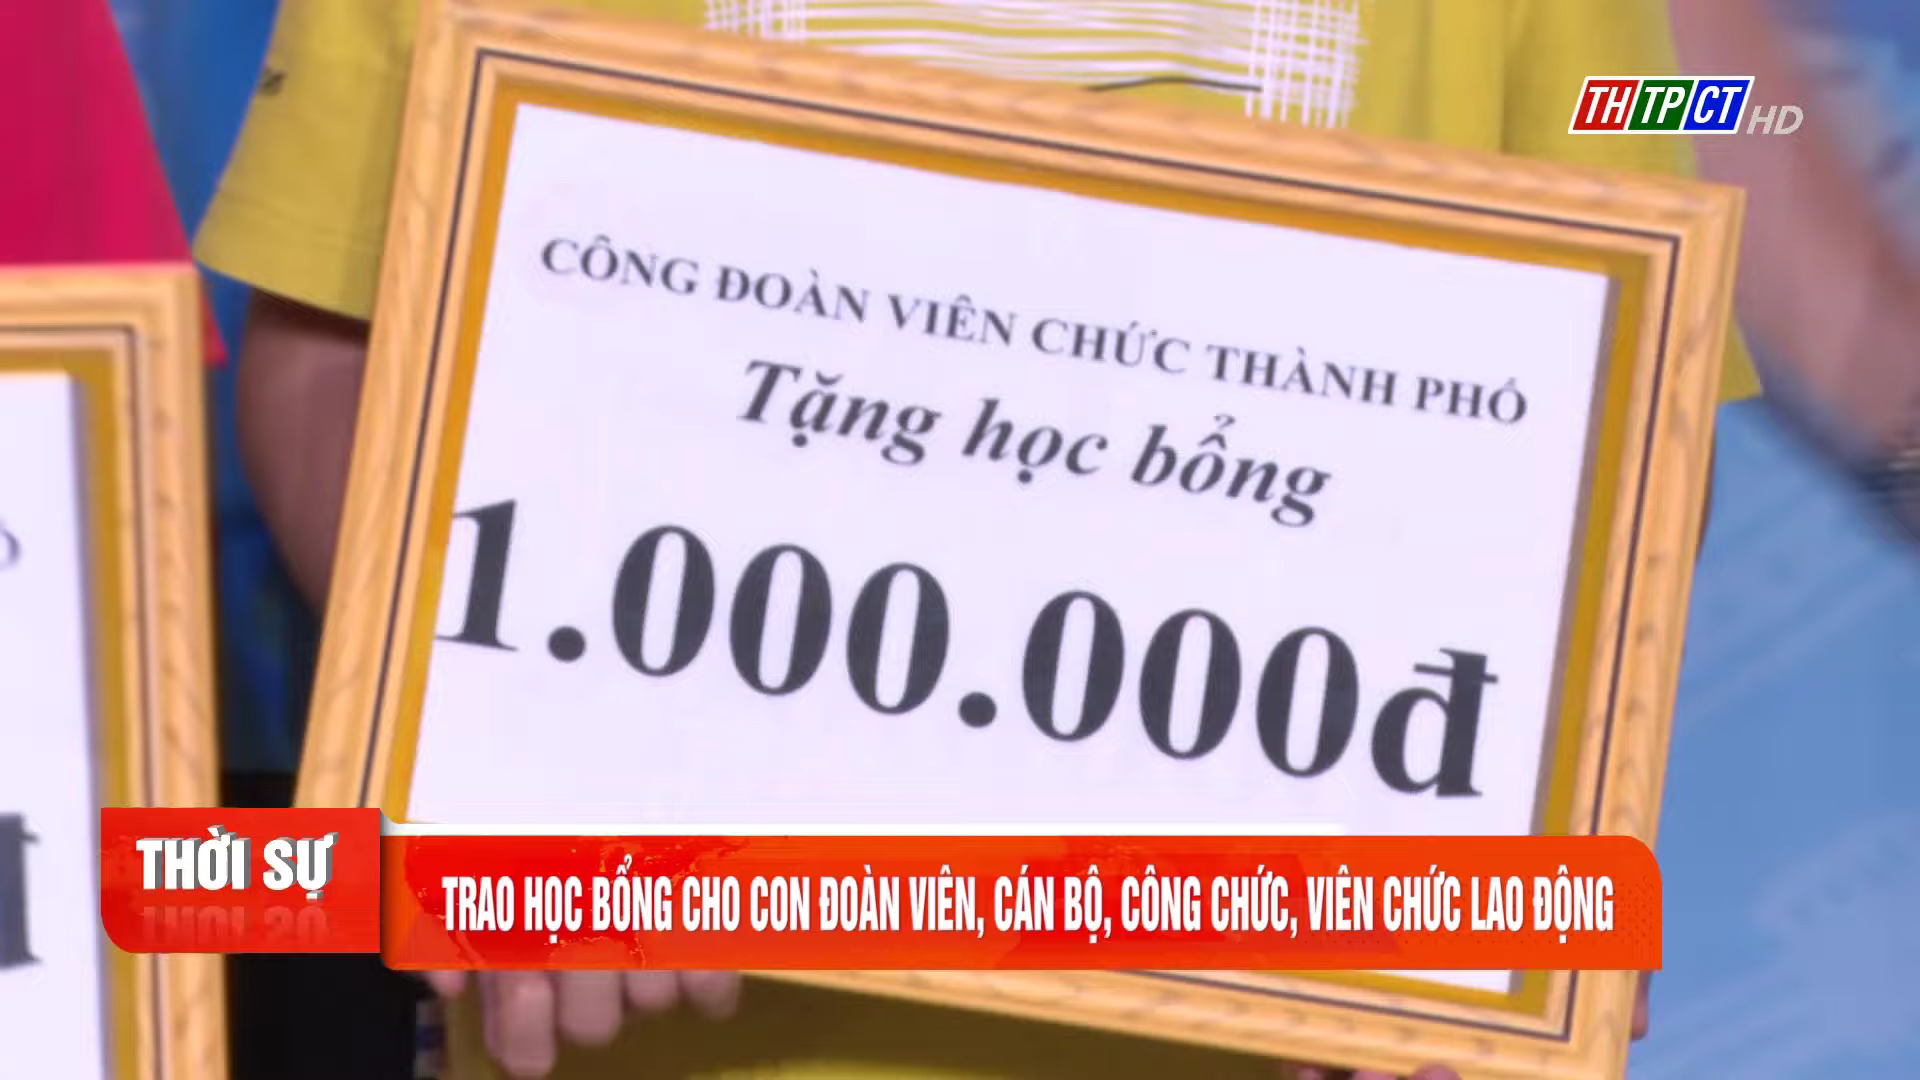 THTPCT HD
CÔNG ĐOÀN VIÊN CHỨC THÀNH PHỐ
Tặng học bổng
1.000.000đ
THỜI SỰ
TRAO HỌC BỔNG CHO CON ĐOÀN VIÊN, CÁN BỘ, CÔNG CHỨC, VIÊN CHỨC LAO ĐỘNG